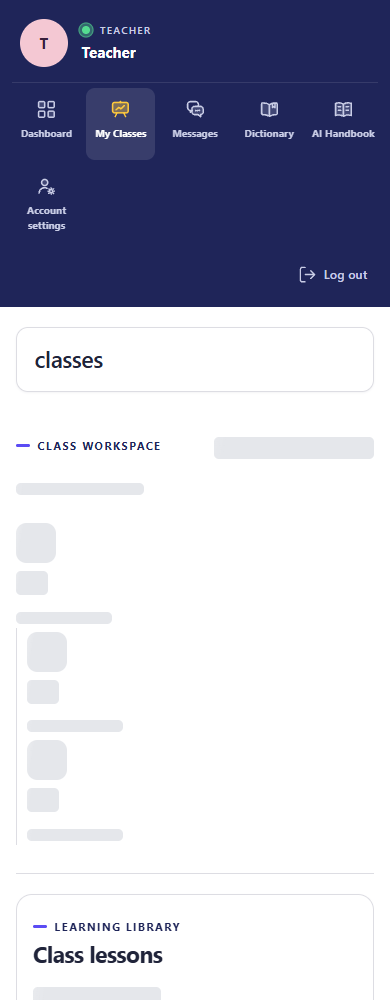 T
TEACHER
Teacher
Dashboard
My Classes
Messages
Dictionary
AI Handbook
Account
settings
Log out
classes
CLASS WORKSPACE
LEARNING LIBRARY
Class lessons